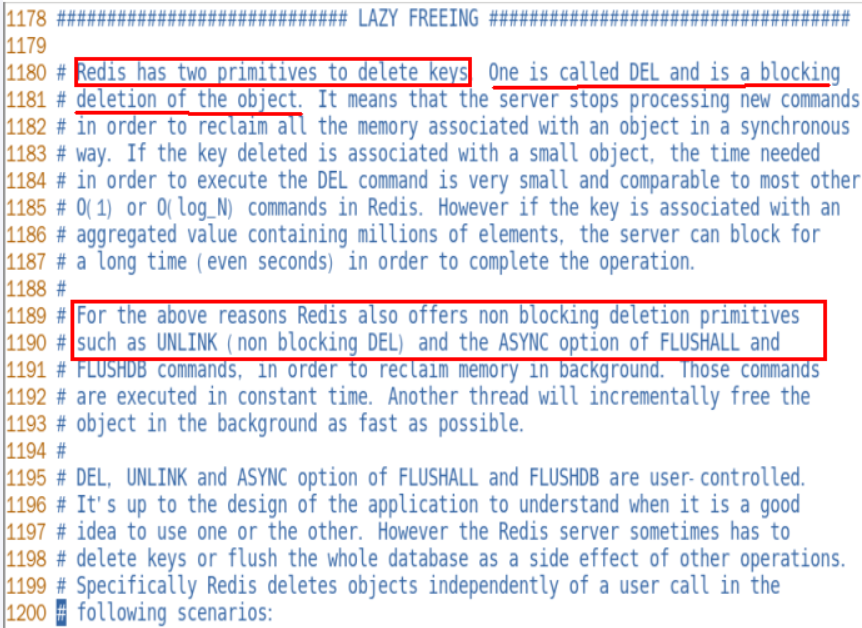 1178 ############################ LAZY FREEING ####################################
1179
1180 # Redis has two primitives to delete keys. One is called DEL and is a blocking
1181 # deletion of the object. It means that the server stops processing new commands
1182 # in order to reclaim all the memory associated with an object in a synchronous
1183 # way. If the key deleted is associated with a small object, the time needed
1184 # in order to execute the DEL command is very small and comparable to most other
1185 # O(1) or O(log_N) commands in Redis. However if the key is associated with an
1186 # aggregated value containing millions of elements, the server can block for
1187 # a long time (even seconds) in order to complete the operation.
1188 #
1189 # For the above reasons Redis also offers non blocking deletion primitives
1190 # such as UNLINK (non blocking DEL) and the ASYNC option of FLUSHALL and
1191 # FLUSHDB commands, in order to reclaim memory in background. Those commands
1192 # are executed in constant time. Another thread will incrementally free the
1193 # object in the background as fast as possible.
1194 #
1195 # DEL, UNLINK and ASYNC option of FLUSHALL and FLUSHDB are user-controlled.
1196 # It's up to the design of the application to understand when it is a good
1197 # idea to use one or the other. However the Redis server sometimes has to
1198 # delete keys or flush the whole database as a side effect of other operations.
1199 # Specifically Redis deletes objects independently of a user call in the
1200 # following scenarios: